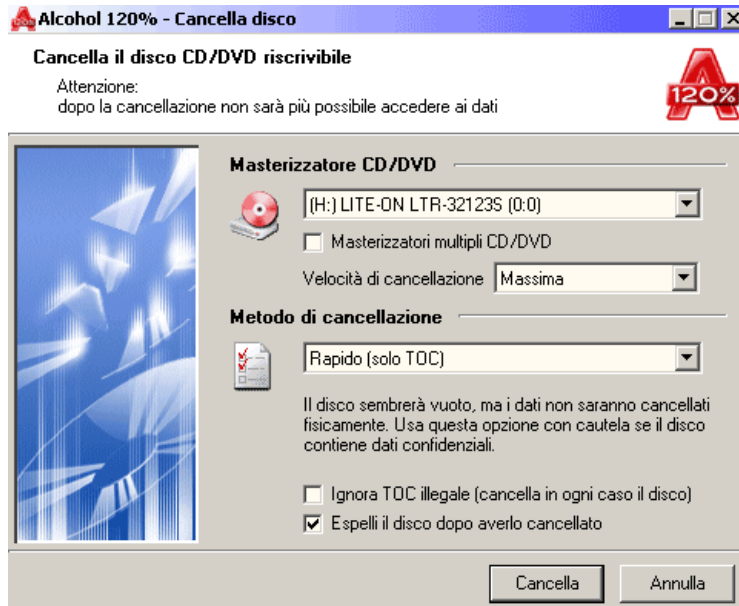 Alcohol 120% - Cancella disco
Cancella il disco CD/DVD riscrivibile
Attenzione:
dopo la cancellazione non sarà più possibile accedere ai dati
120%
Masterizzatore CD/DVD
(H:) LITE-ON LTR-32123S (0:0)
Masterizzatori multipli CD/DVD
Velocità di cancellazione Massima
Metodo di cancellazione
Rapido (solo TOC)
Il disco sembrerà vuoto, ma i dati non saranno cancellati
fisicamente. Usa questa opzione con cautela se il disco
contiene dati confidenziali.
Ignora TOC illegale (cancella in ogni caso il disco)
Espelli il disco dopo averlo cancellato
Cancella Annulla